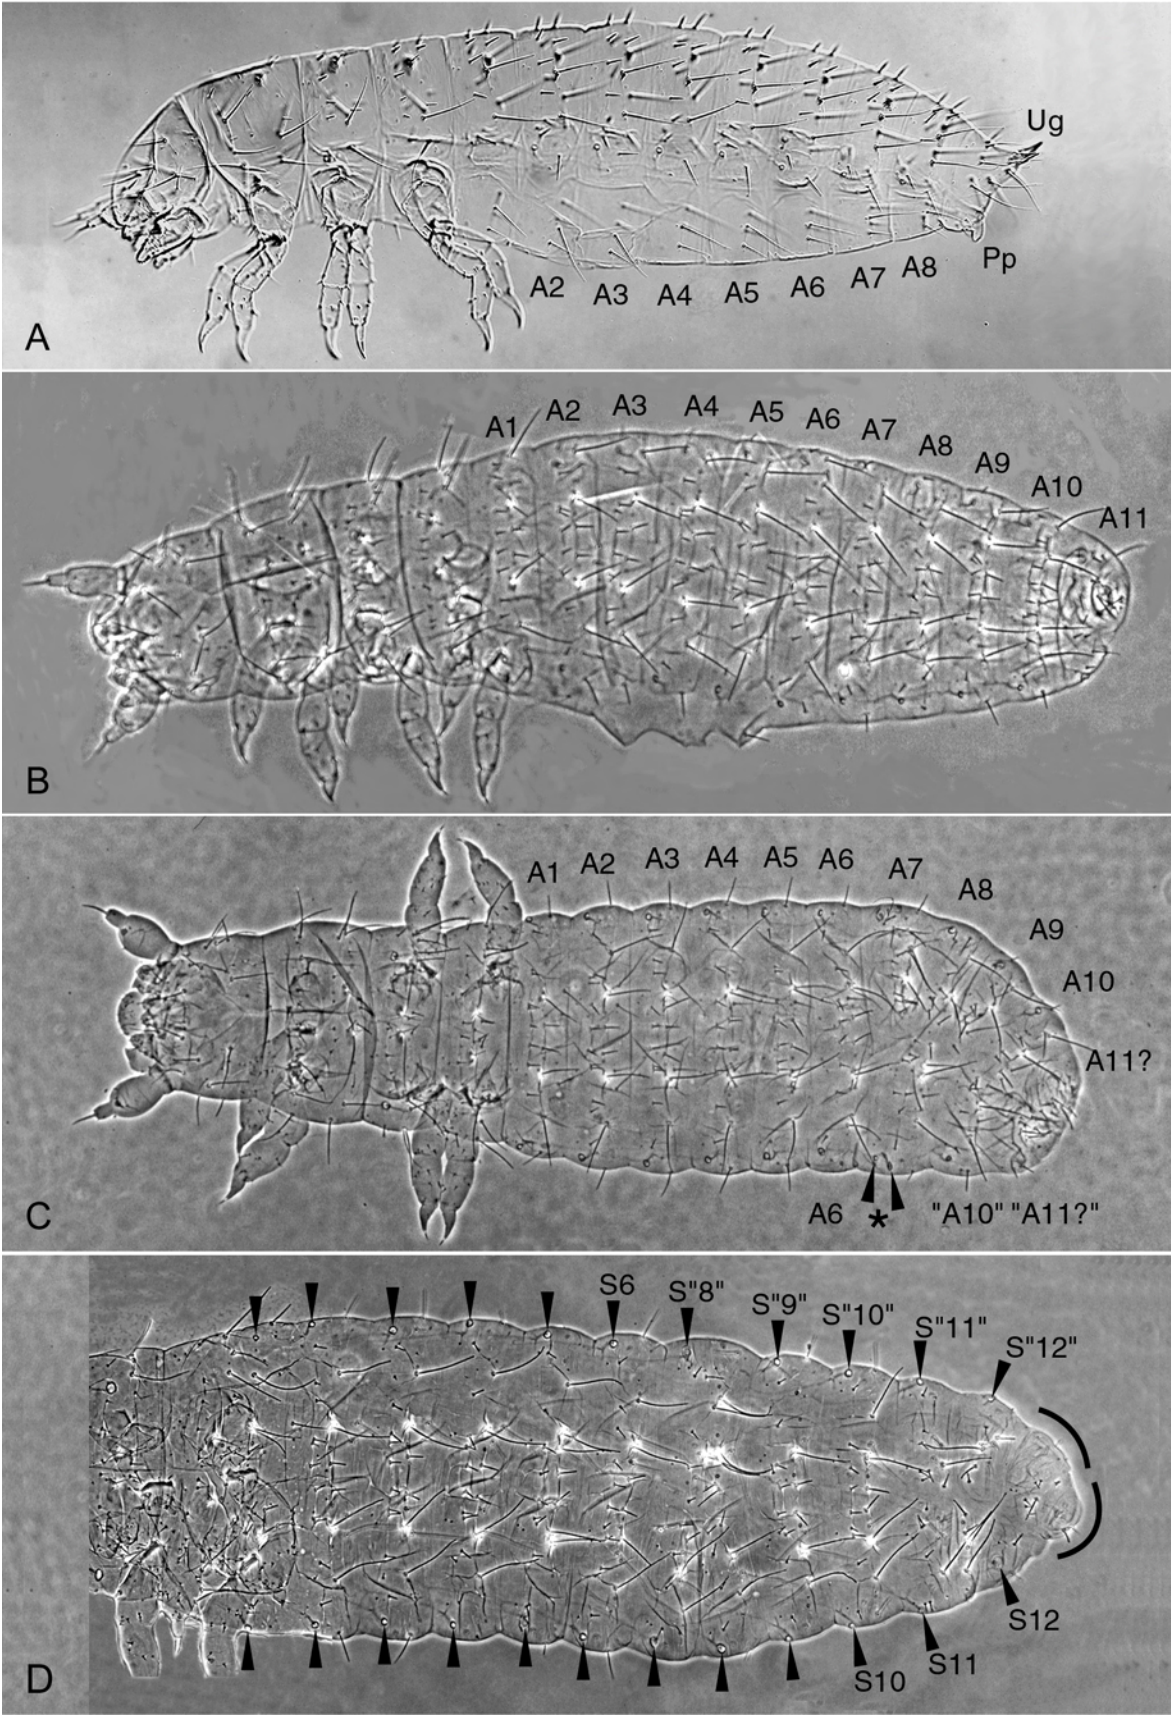 Ug
Pp
A2 A3 A4 A5 A6 A7 A8
A
A1 A2 A3 A4 A5 A6 A7 A8 A9 A10 A11
B
A1 A2 A3 A4 A5 A6 A7 A8 A9 A10 A11?
A6 * "A10" "A11?"
C
S6 S"8" S"9" S"10" S"11" S"12"
S12
S11
S10
D